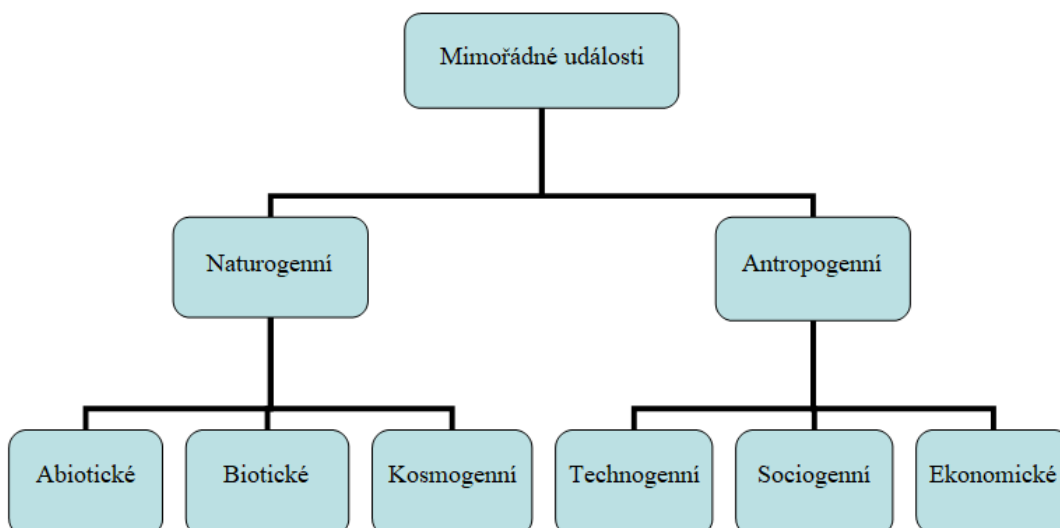 Mimořádné události
Naturogenní
Antropogenní
Abiotické
Biotické
Kosmogenní
Technogenní
Sociogenní
Ekonomické